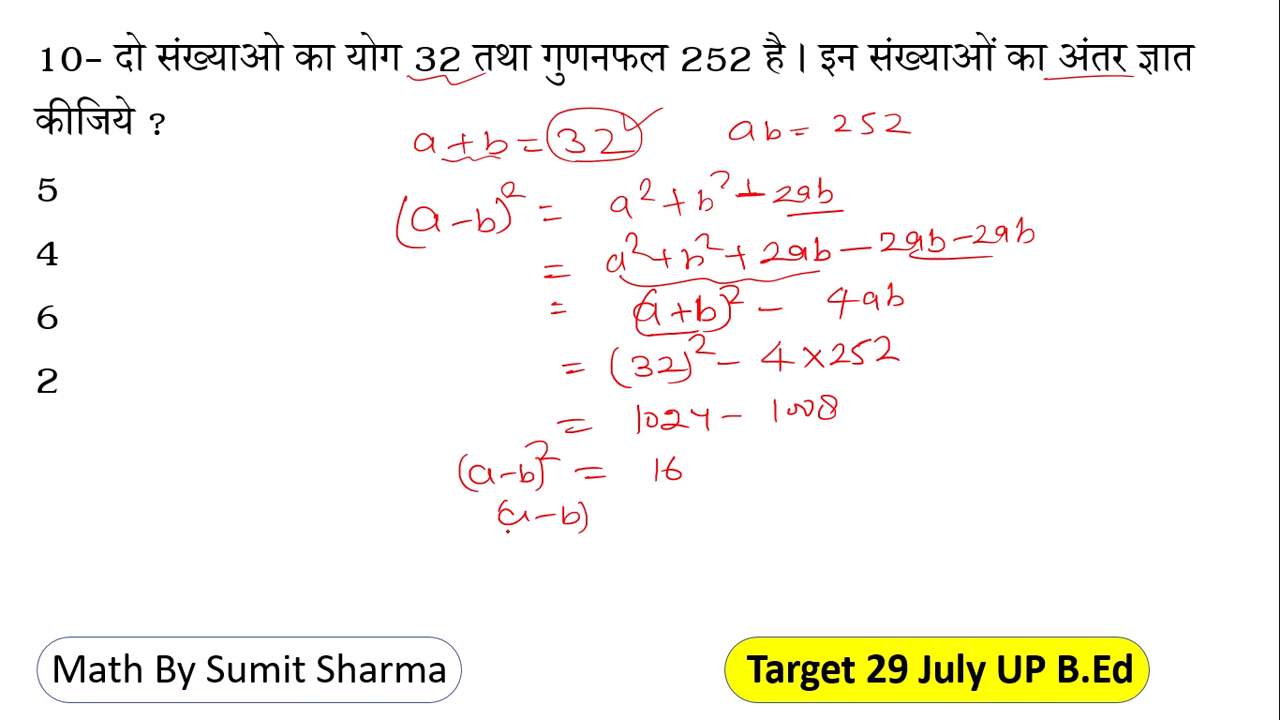 10- दो संख्याओ का योग 32 तथा गुणनफल 252 है। इन संख्याओं का अंतर ज्ञात
कीजिये ?
a+b = 32 ab = 252
5
(a-b)² = a²+b²-2ab
4
= a²+b²+2ab-2ab-2ab
= (a+b)² - 4ab
6
= (32)² - 4×252
2
= 1024 - 1008
(a-b)² = 16
(a-b)
Math By Sumit Sharma
Target 29 July UP B.Ed